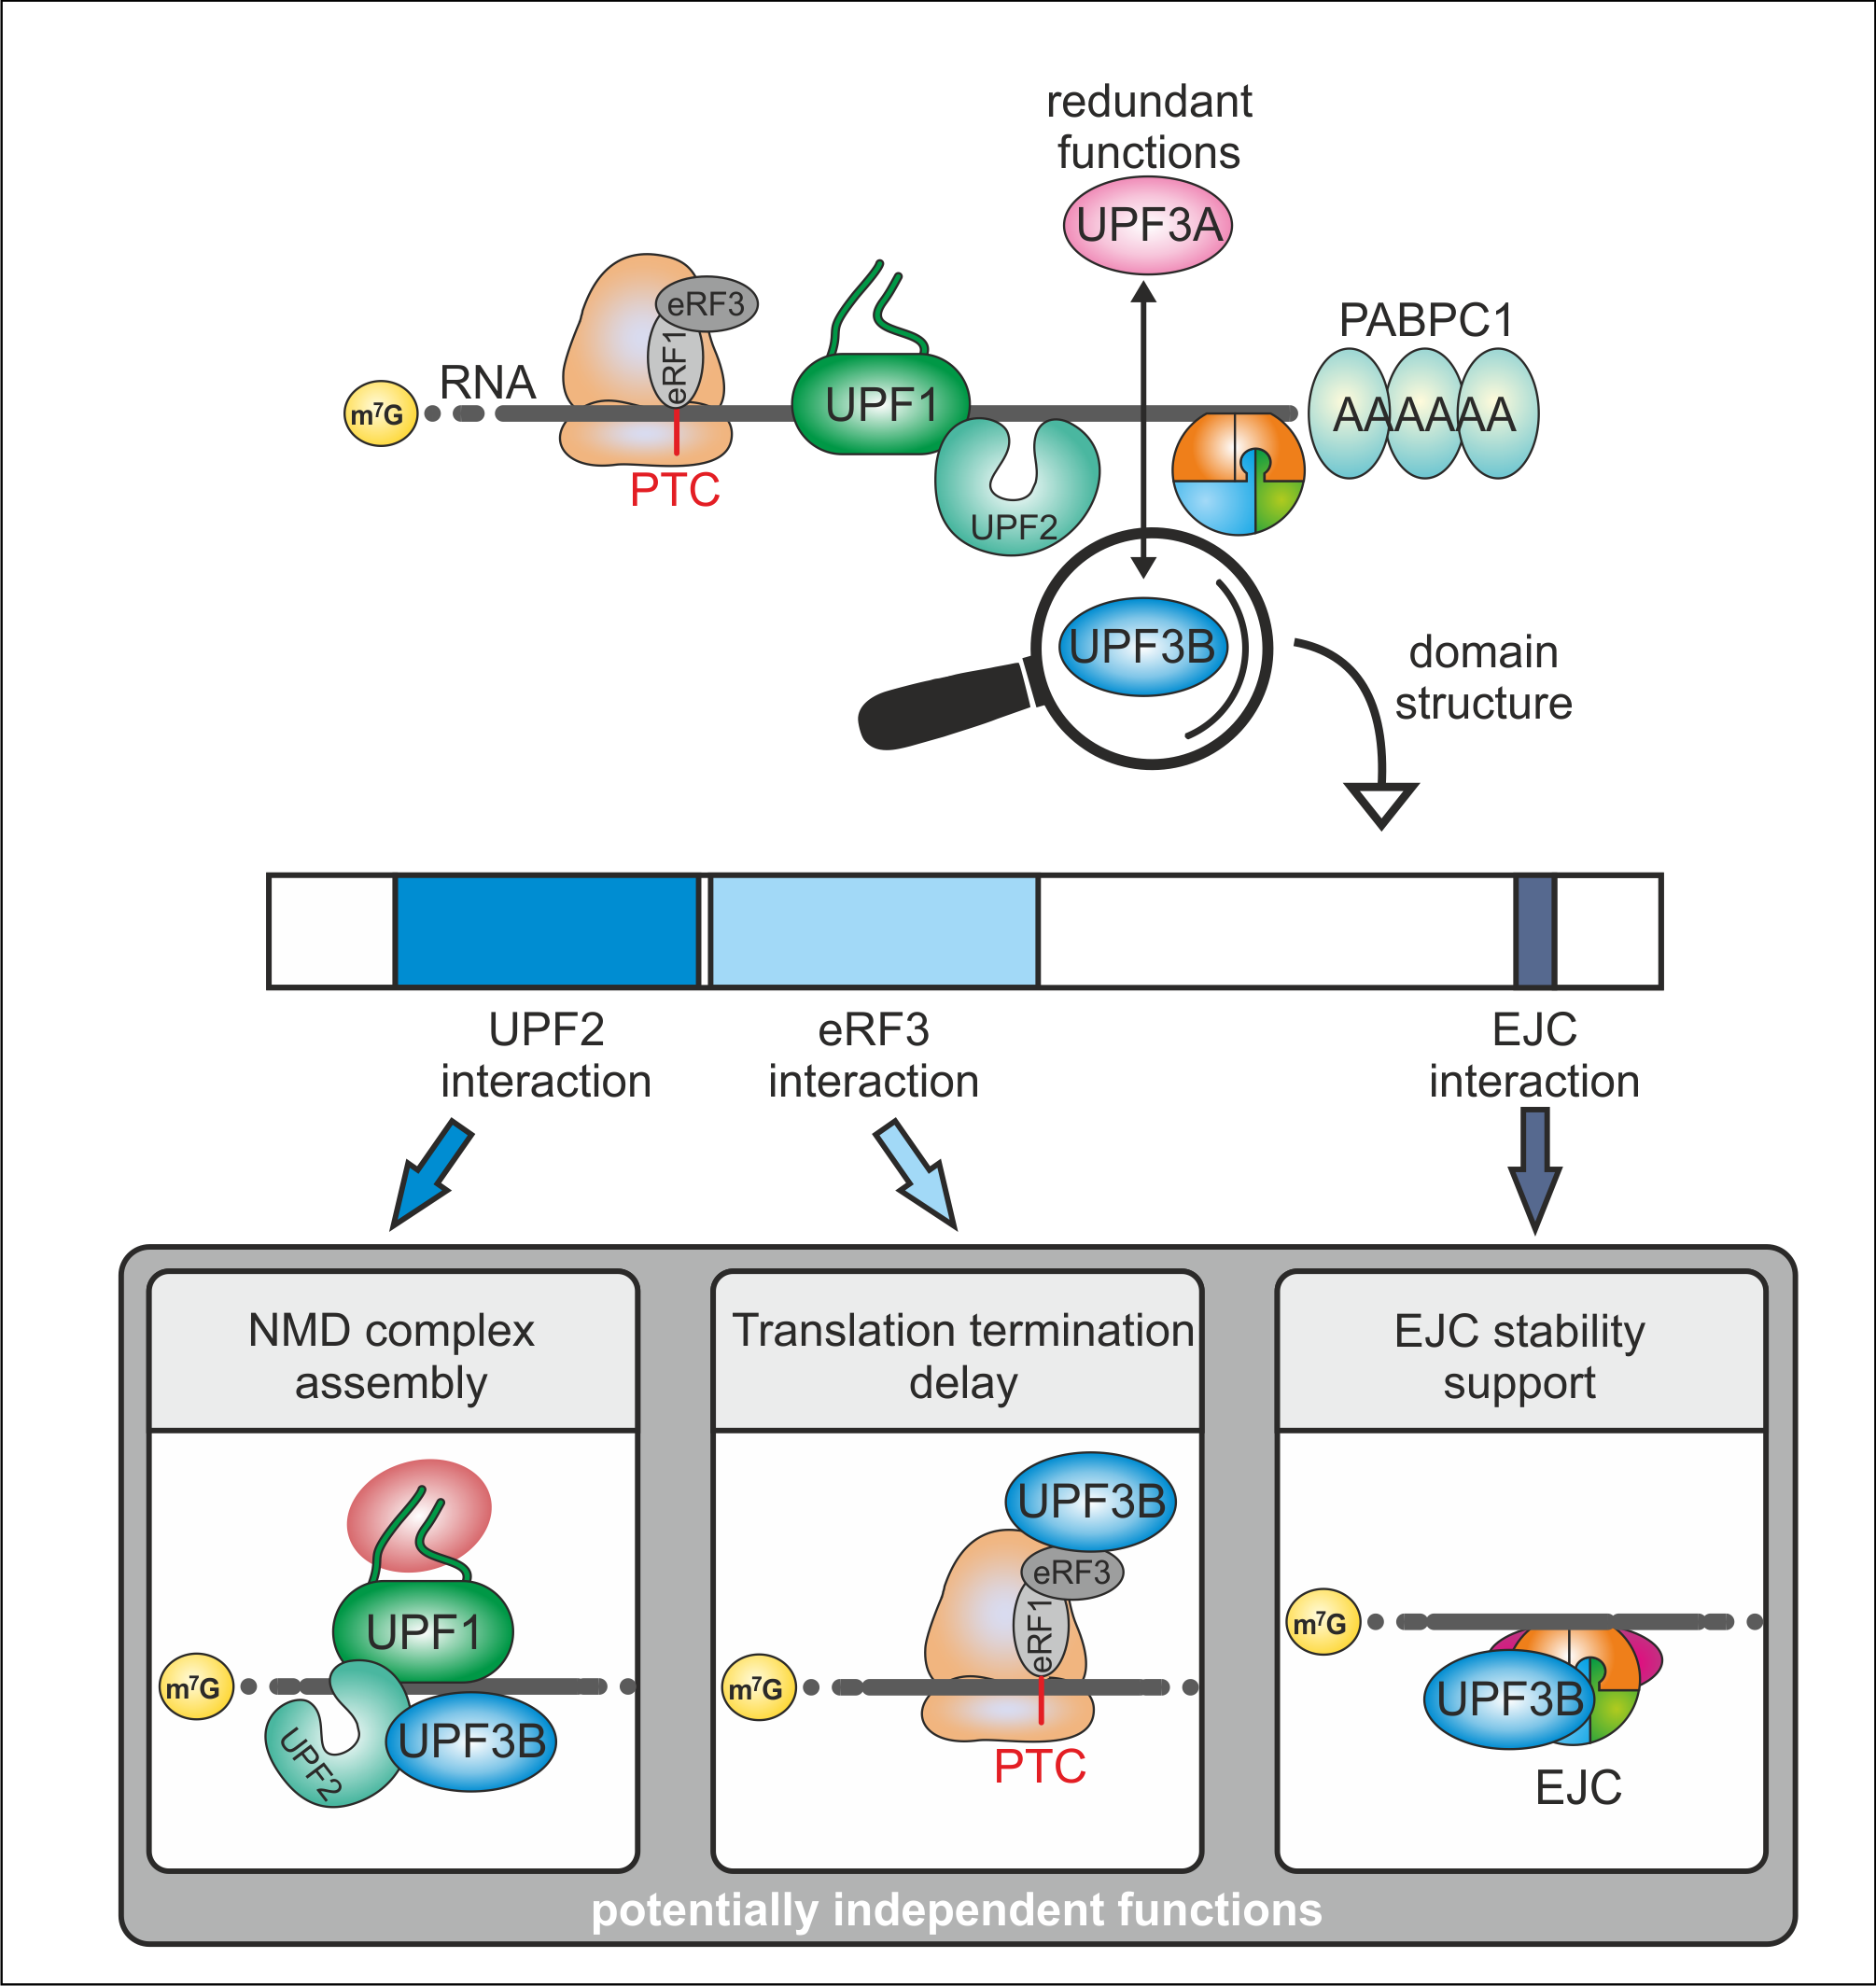 redundant
functions
UPF3A
eRF3
eRF1
PABPC1
RNA
m⁷G
UPF1
AAAAAA
PTC
UPF2
UPF3B
domain
structure
UPF2
interaction
eRF3
interaction
EJC
interaction
NMD complex
assembly
Translation termination
delay
EJC stability
support
UPF1
m⁷G
UPF2
UPF3B
UPF3B
eRF3
eRF1
m⁷G
PTC
m⁷G
UPF3B
EJC
potentially independent functions